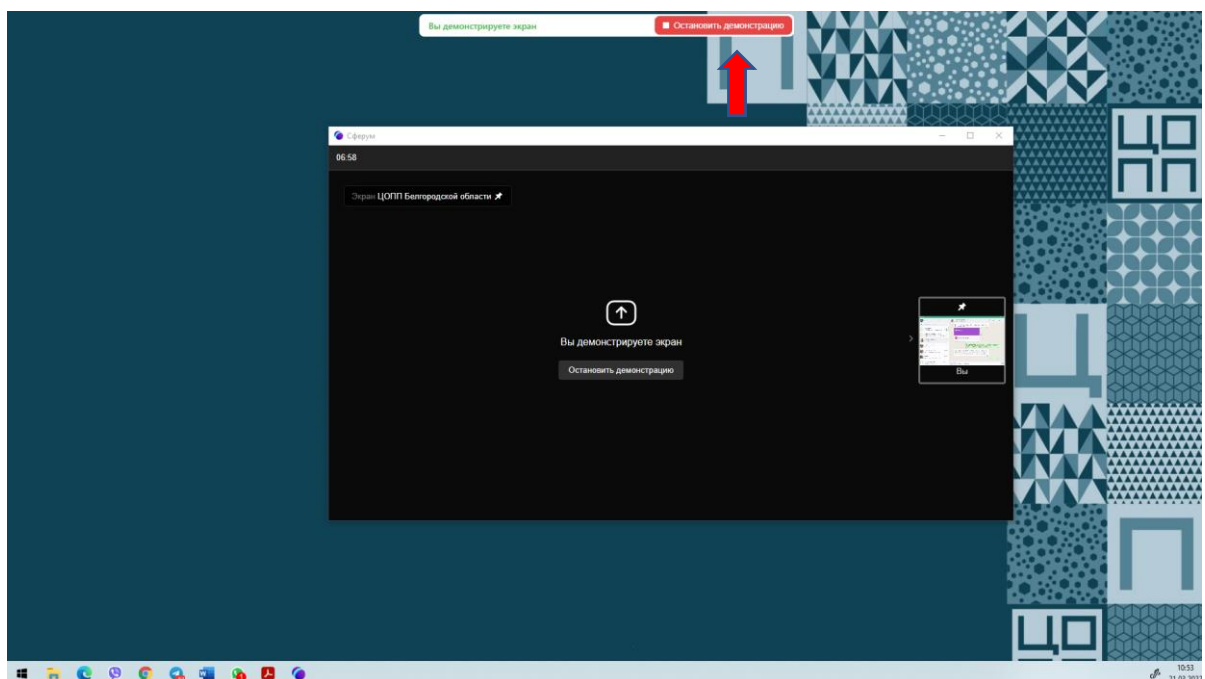 Вы демонстрируете экран
Остановить демонстрацию
Сферум
06:58
Экран ЦОПП Белгородской области
Вы демонстрируете экран
Остановить демонстрацию
Вы
ЦО
ПП
Ц
П
ЦО
10:53